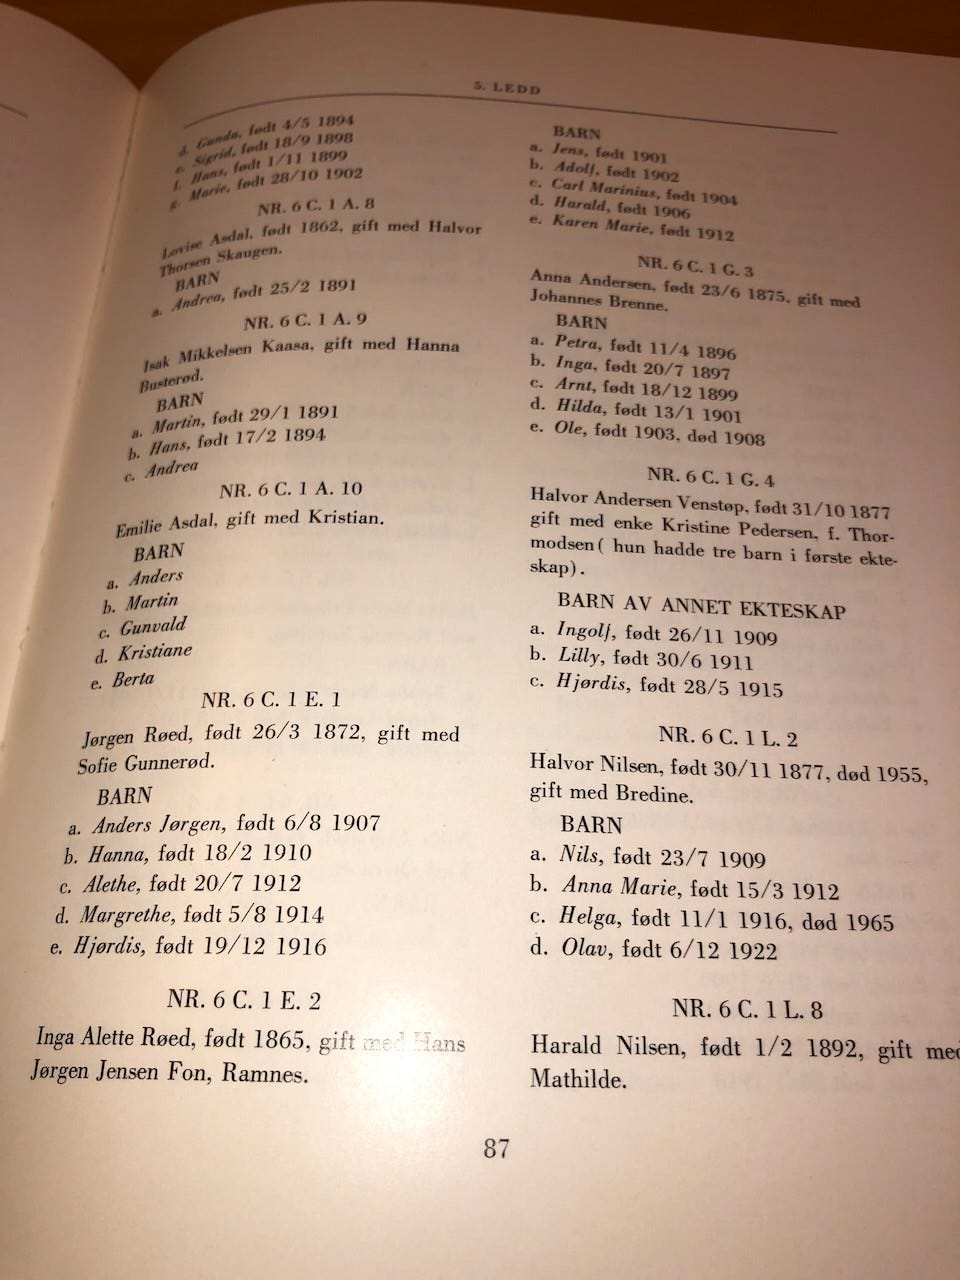 5. LEDD
d. Gunda, født 4/5 1894
e. Sigrid, født 18/9 1898
f. Hans, født 1/11 1899
g. Marie, født 28/10 1902
NR. 6 C. 1 A. 8
Lovise Asdal, født 1862, gift med Halvor
Thorsen Skaugen.
BARN
a. Andrea, født 25/2 1891
NR. 6 C. 1 A. 9
Isak Mikkelsen Kaasa, gift med Hanna
Busterød.
BARN
a. Martin, født 29/1 1891
b. Hans, født 17/2 1894
c. Andrea
NR. 6 C. 1 A. 10
Emilie Asdal, gift med Kristian.
BARN
a. Anders
b. Martin
c. Gunvald
d. Kristiane
e. Berta
NR. 6 C. 1 E. 1
Jørgen Røed, født 26/3 1872, gift med
Sofie Gunnerød.
BARN
a. Anders Jørgen, født 6/8 1907
b. Hanna, født 18/2 1910
c. Alethe, født 20/7 1912
d. Margrethe, født 5/8 1914
e. Hjørdis, født 19/12 1916
NR. 6 C. 1 E. 2
Inga Alette Røed, født 1865, gift med Hans
Jørgen Jensen Fon, Ramnes.
BARN
a. Jens, født 1901
b. Adolf, født 1902
c. Carl Marinius, født 1904
d. Harald, født 1906
e. Karen Marie, født 1912
NR. 6 C. 1 G. 3
Anna Andersen, født 23/6 1875, gift med
Johannes Brenne.
BARN
a. Petra, født 11/4 1896
b. Inga, født 20/7 1897
c. Arnt, født 18/12 1899
d. Hilda, født 13/1 1901
e. Ole, født 1903, død 1908
NR. 6 C. 1 G. 4
Halvor Andersen Venstøp, født 31/10 1877
gift med enke Kristine Pedersen, f. Thor-
modsen ( hun hadde tre barn i første ekte-
skap).
BARN AV ANNET EKTESKAP
a. Ingolf, født 26/11 1909
b. Lilly, født 30/6 1911
c. Hjørdis, født 28/5 1915
NR. 6 C. 1 L. 2
Halvor Nilsen, født 30/11 1877, død 1955,
gift med Bredine.
BARN
a. Nils, født 23/7 1909
b. Anna Marie, født 15/3 1912
c. Helga, født 11/1 1916, død 1965
d. Olav, født 6/12 1922
NR. 6 C. 1 L. 8
Harald Nilsen, født 1/2 1892, gift med
Mathilde.
87